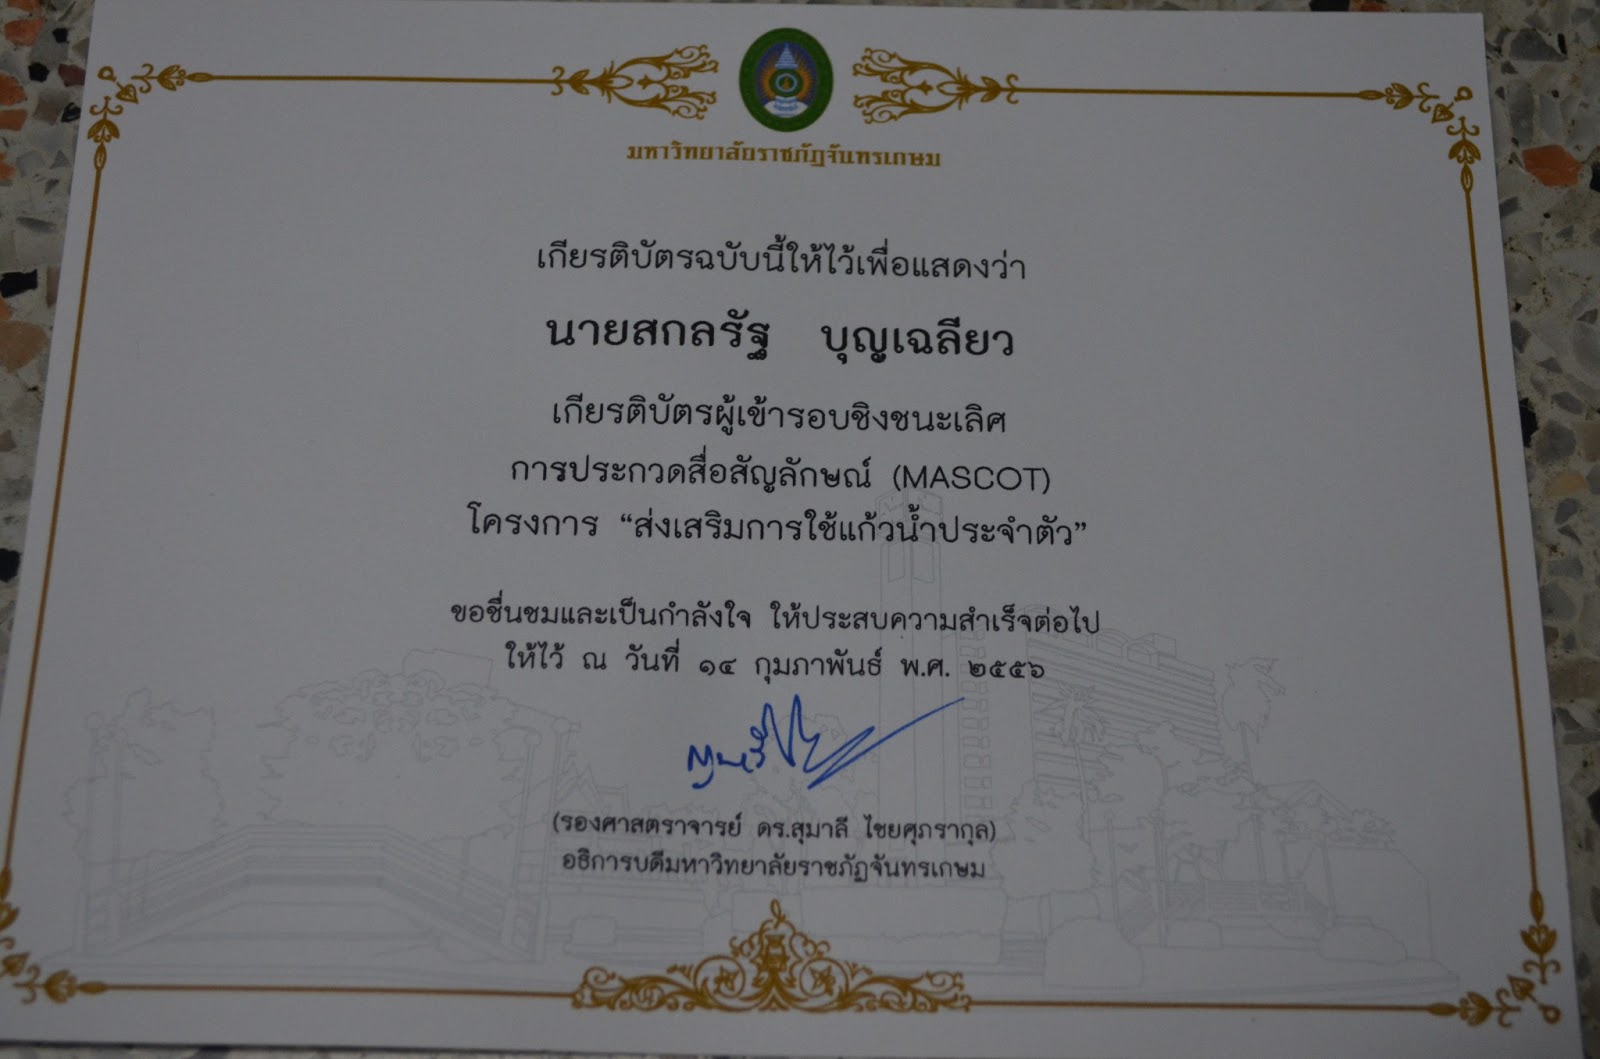 มหาวิทยาลัยราชภัฏจันทรเกษม
เกียรติบัตรฉบับนี้ให้ไว้เพื่อแสดงว่า
นายสกลรัฐ บุญเฉลียว
เกียรติบัตรผู้เข้ารอบชิงชนะเลิศ
การประกวดสื่อสัญลักษณ์ (MASCOT)
โครงการ “ส่งเสริมการใช้แก้วน้ำประจำตัว”
ขอชื่นชมและเป็นกำลังใจ ให้ประสบความสำเร็จต่อไป
ให้ไว้ ณ วันที่ ๑๔ กุมภาพันธ์ พ.ศ. ๒๕๕๖
(รองศาสตราจารย์ ดร.สุมาลี ไชยศุภรากุล)
อธิการบดีมหาวิทยาลัยราชภัฏจันทรเกษม